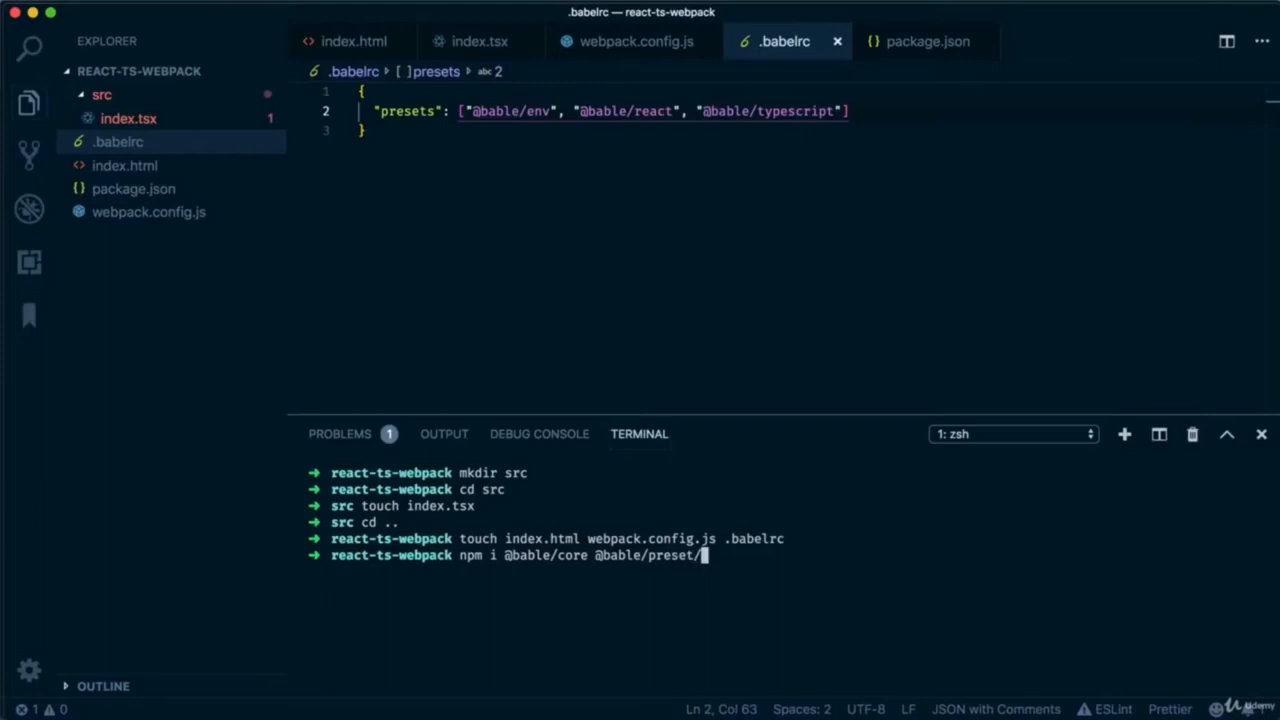 .babelrc — react-ts-webpack
EXPLORER
index.html
index.tsx
webpack.config.js
.babelrc
package.json
REACT-TS-WEBPACK
src
index.tsx 1
.babelrc
index.html
package.json
webpack.config.js
.babelrc [ ]presets abc 2
1 {
2 "presets": ["@bable/env", "@bable/react", "@bable/typescript"]
3 }
PROBLEMS 1 OUTPUT DEBUG CONSOLE TERMINAL 1: zsh
➜ react-ts-webpack mkdir src
➜ react-ts-webpack cd src
➜ src touch index.tsx
➜ src cd ..
➜ react-ts-webpack touch index.html webpack.config.js .babelrc
➜ react-ts-webpack npm i @bable/core @bable/preset/
OUTLINE
1 0 Ln 2, Col 63 Spaces: 2 UTF-8 LF JSON with Comments ESLint Prettier
Udemy